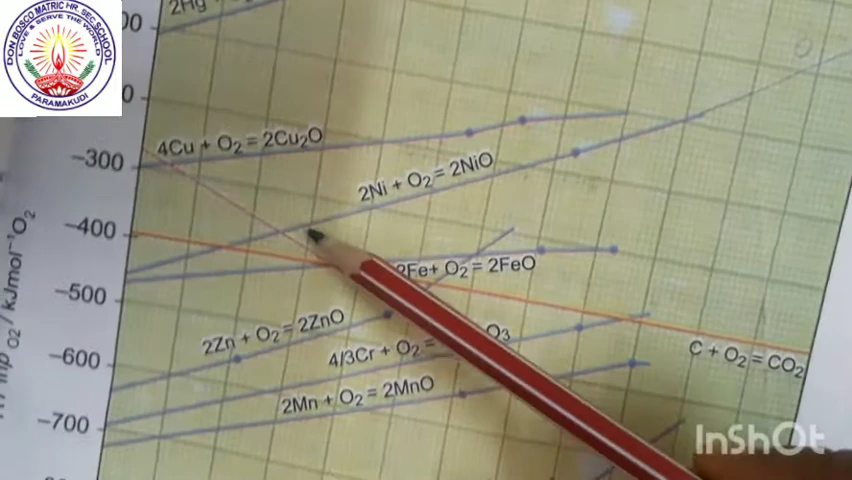 DON BOSCO MATRIC HR. SEC. SCHOOL
LOVE & SERVE THE WORLD
PARAMAKUDI
2Hg
4Cu + O₂ = 2Cu₂O
–300
2Ni + O₂ = 2NiO
–400
2Fe+ O₂ = 2FeO
–500
2Zn + O₂ = 2ZnO
O₃
4/3Cr + O₂ =
C + O₂ = CO₂
–600
2Mn + O₂ = 2MnO
–700
/ kJmol⁻¹O₂
InShOt